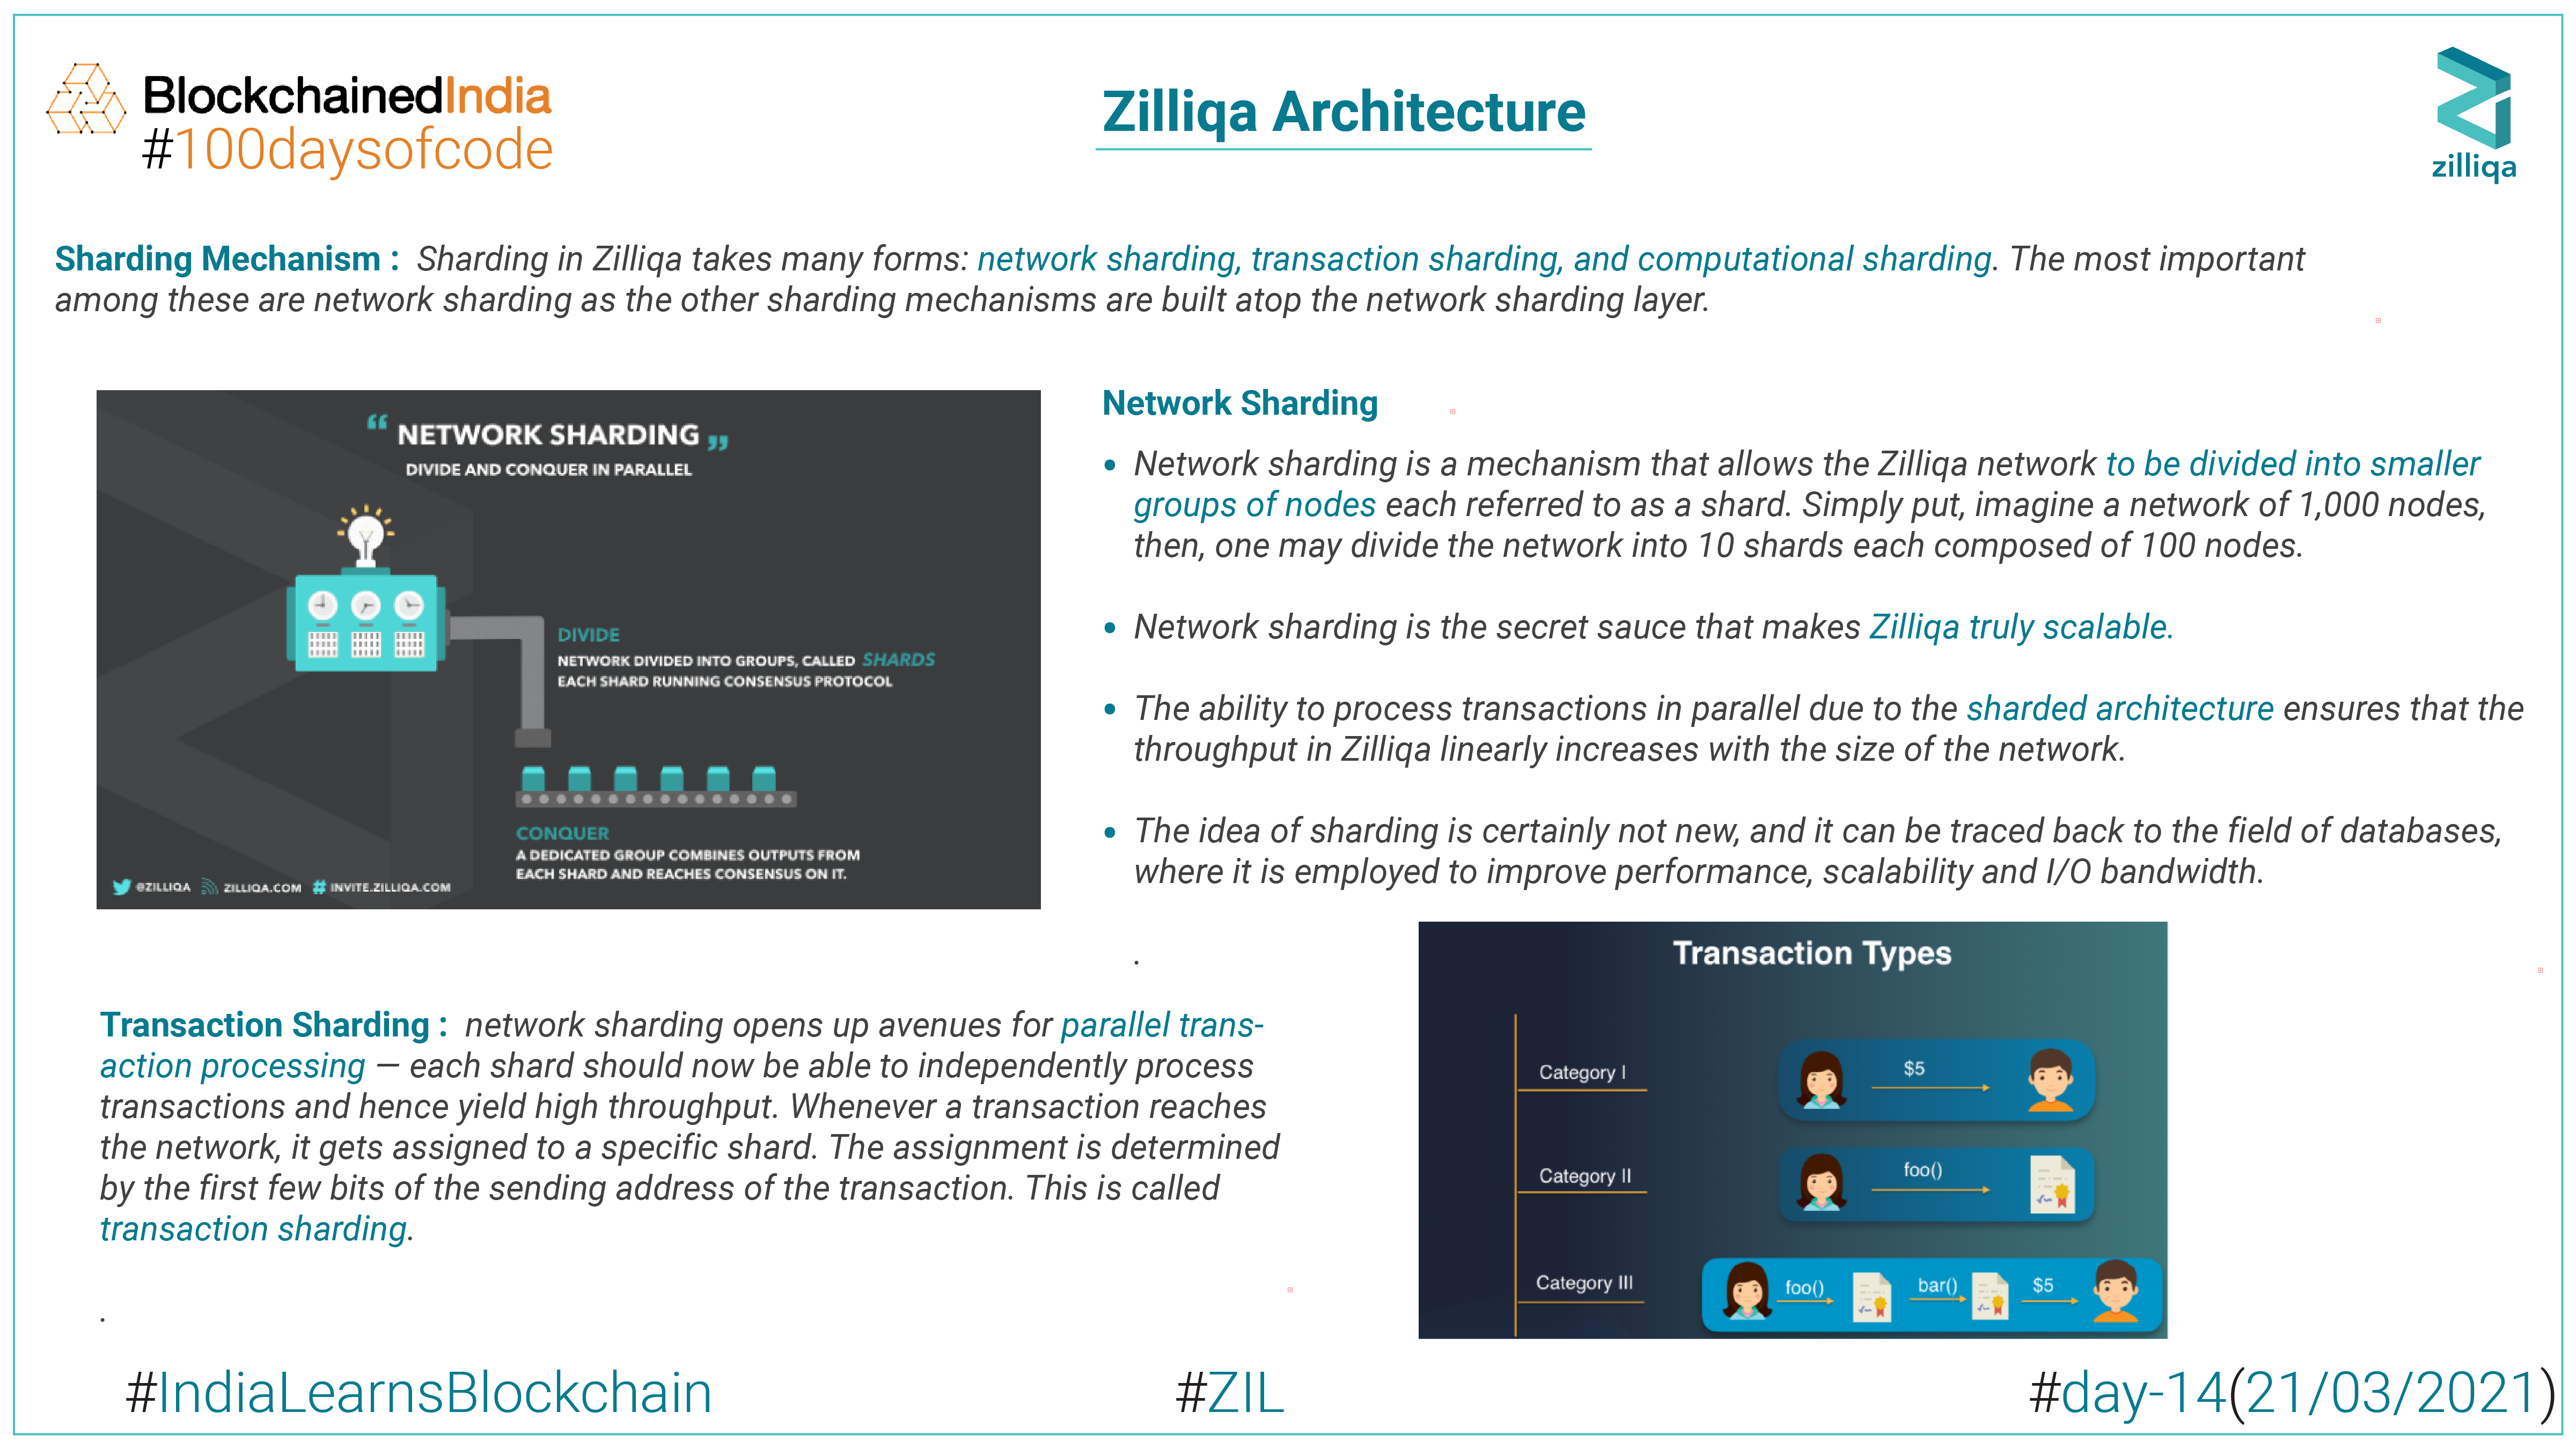 BlockchainedIndia
#100daysofcode
Zilliqa Architecture
zilliqa
Sharding Mechanism : Sharding in Zilliqa takes many forms: network sharding, transaction sharding, and computational sharding. The most important
among these are network sharding as the other sharding mechanisms are built atop the network sharding layer.
“ NETWORK SHARDING ”
DIVIDE AND CONQUER IN PARALLEL
DIVIDE
NETWORK DIVIDED INTO GROUPS, CALLED SHARDS
EACH SHARD RUNNING CONSENSUS PROTOCOL
CONQUER
A DEDICATED GROUP COMBINES OUTPUTS FROM
EACH SHARD AND REACHES CONSENSUS ON IT.
@ZILLIQA ZILLIQA.COM # INVITE.ZILLIQA.COM
Network Sharding
• Network sharding is a mechanism that allows the Zilliqa network to be divided into smaller
groups of nodes each referred to as a shard. Simply put, imagine a network of 1,000 nodes,
then, one may divide the network into 10 shards each composed of 100 nodes.
• Network sharding is the secret sauce that makes Zilliqa truly scalable.
• The ability to process transactions in parallel due to the sharded architecture ensures that the
throughput in Zilliqa linearly increases with the size of the network.
• The idea of sharding is certainly not new, and it can be traced back to the field of databases,
where it is employed to improve performance, scalability and I/O bandwidth.
.
Transaction Sharding : network sharding opens up avenues for parallel trans-
action processing — each shard should now be able to independently process
transactions and hence yield high throughput. Whenever a transaction reaches
the network, it gets assigned to a specific shard. The assignment is determined
by the first few bits of the sending address of the transaction. This is called
transaction sharding.
.
Transaction Types
Category I
$5
Category II
foo()
Category III
foo() bar() $5
#IndiaLearnsBlockchain
#ZIL
#day-14(21/03/2021)